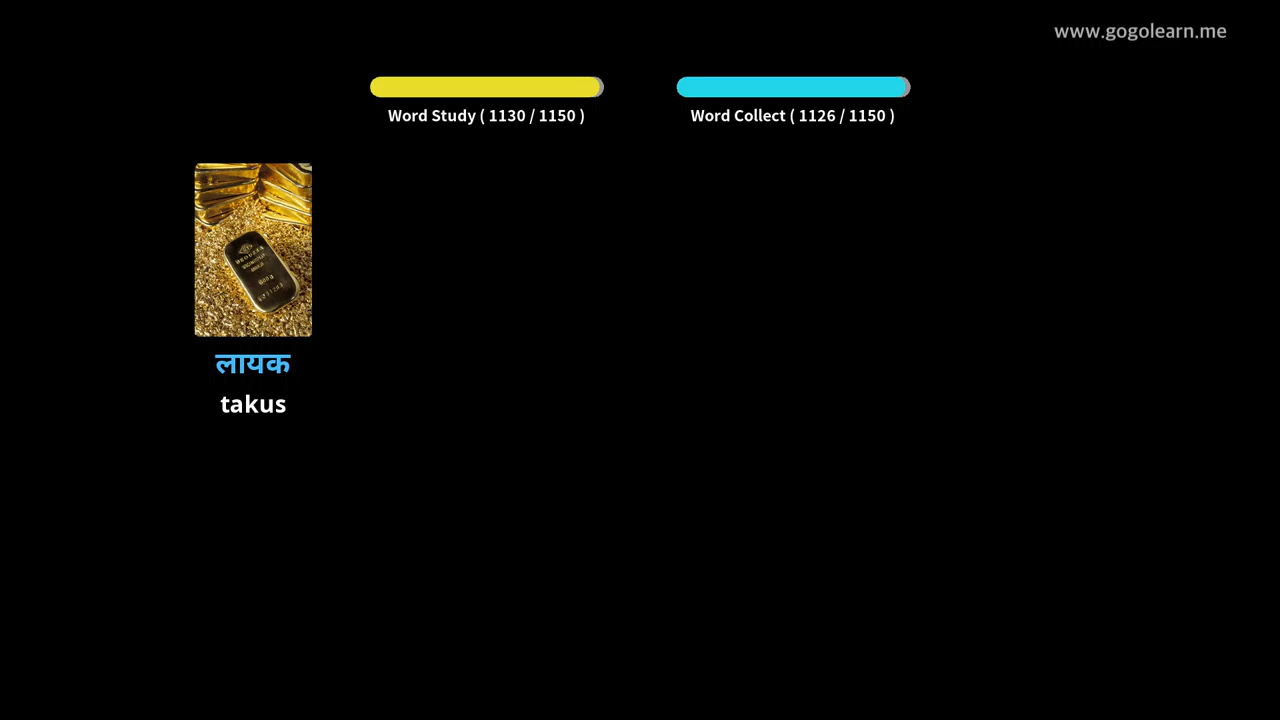 www.gogolearn.me
Word Study ( 1130 / 1150 )
Word Collect ( 1126 / 1150 )
लायक
takus